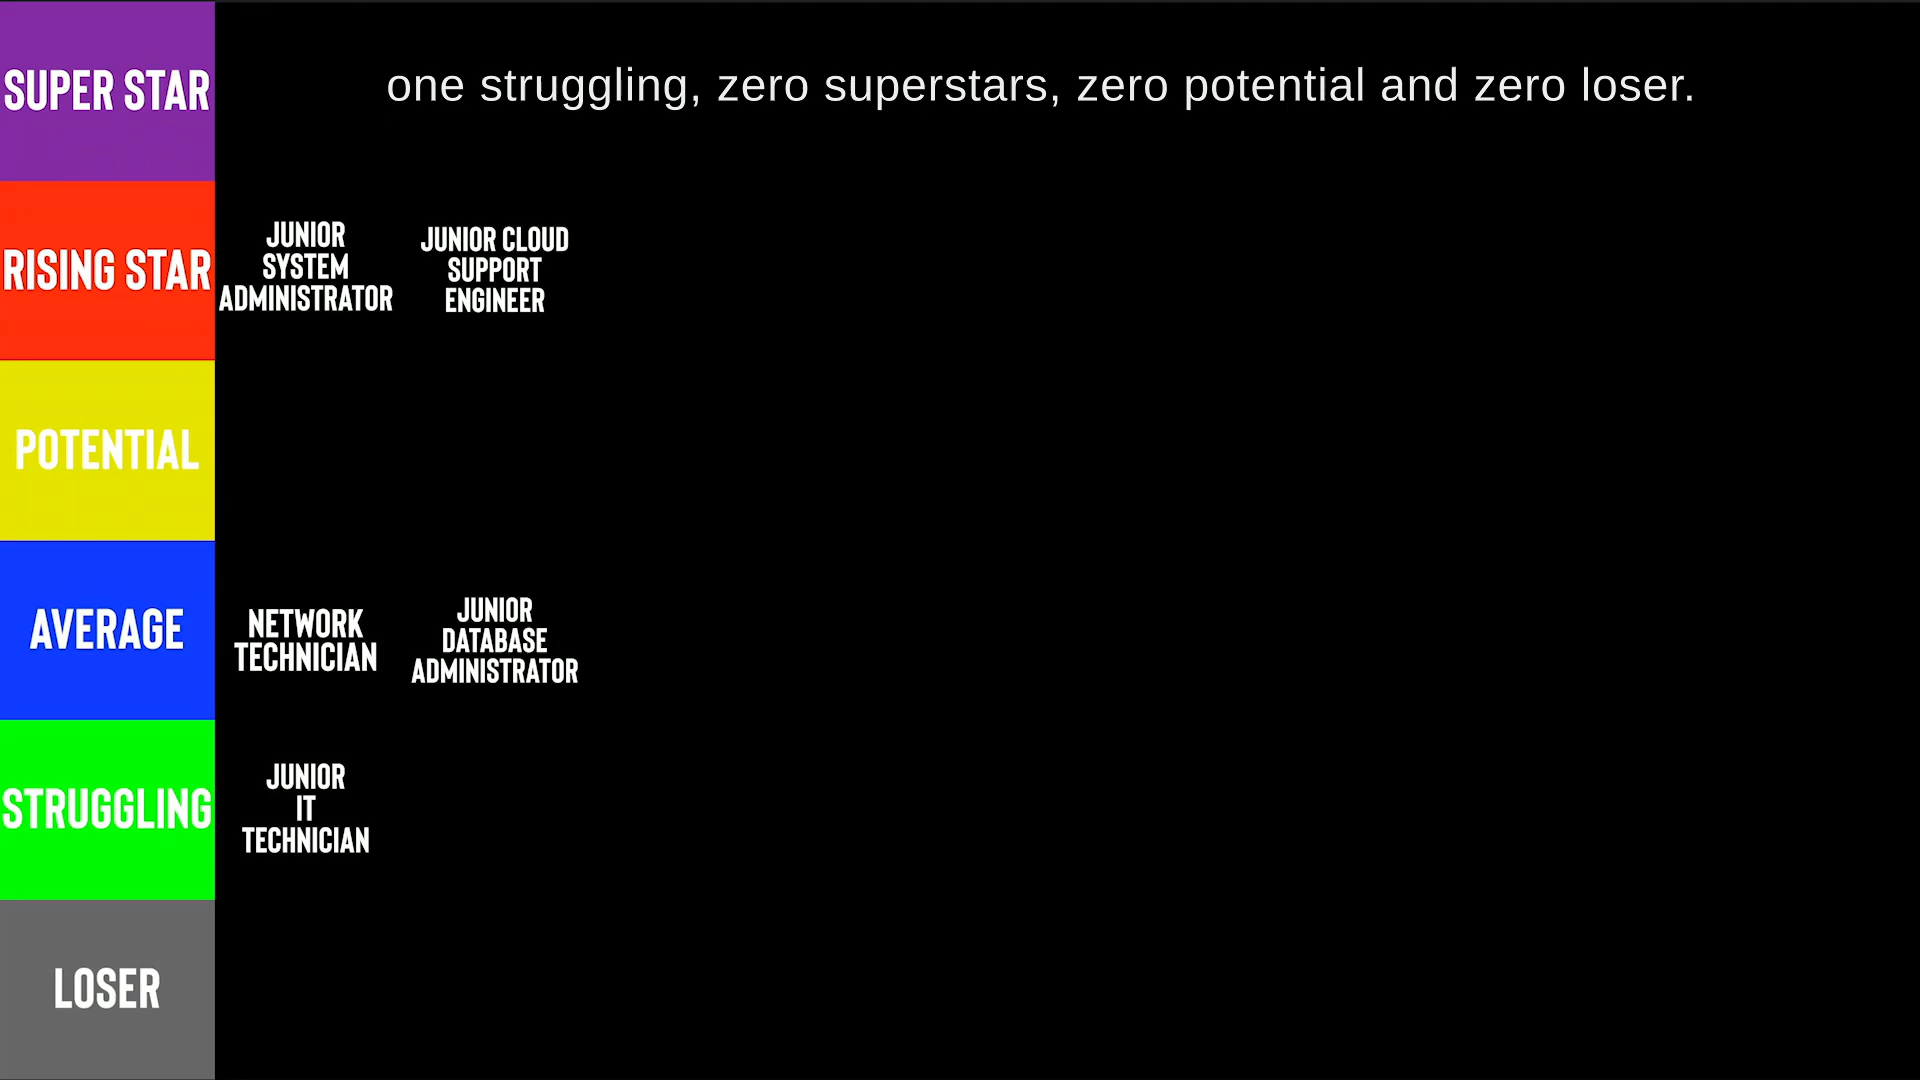 SUPER STAR
one struggling, zero superstars, zero potential and zero loser.
RISING STAR
JUNIOR
SYSTEM
ADMINISTRATOR
JUNIOR CLOUD
SUPPORT
ENGINEER
POTENTIAL
AVERAGE
NETWORK
TECHNICIAN
JUNIOR
DATABASE
ADMINISTRATOR
STRUGGLING
JUNIOR
IT
TECHNICIAN
LOSER